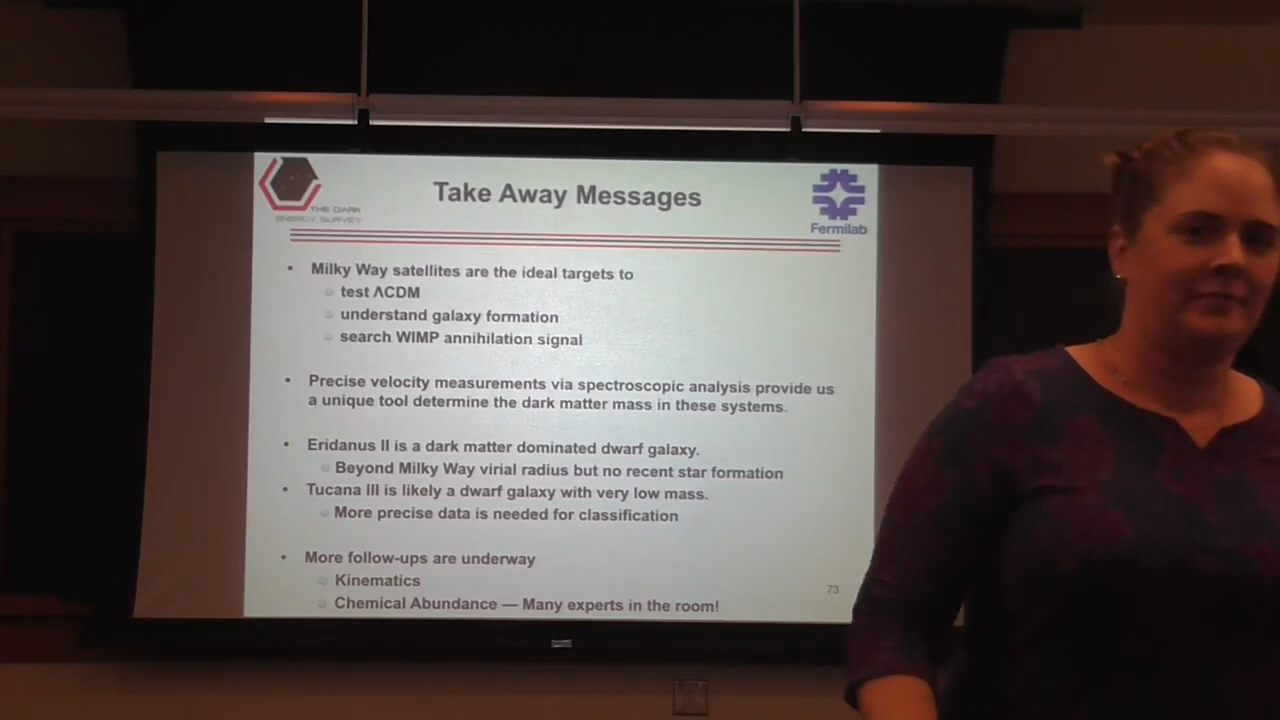 Take Away Messages
THE DARK
ENERGY SURVEY
Fermilab
• Milky Way satellites are the ideal targets to
test ΛCDM
understand galaxy formation
search WIMP annihilation signal
• Precise velocity measurements via spectroscopic analysis provide us
a unique tool determine the dark matter mass in these systems.
• Eridanus II is a dark matter dominated dwarf galaxy.
Beyond Milky Way virial radius but no recent star formation
• Tucana III is likely a dwarf galaxy with very low mass.
More precise data is needed for classification
• More follow-ups are underway
Kinematics
Chemical Abundance — Many experts in the room!
73